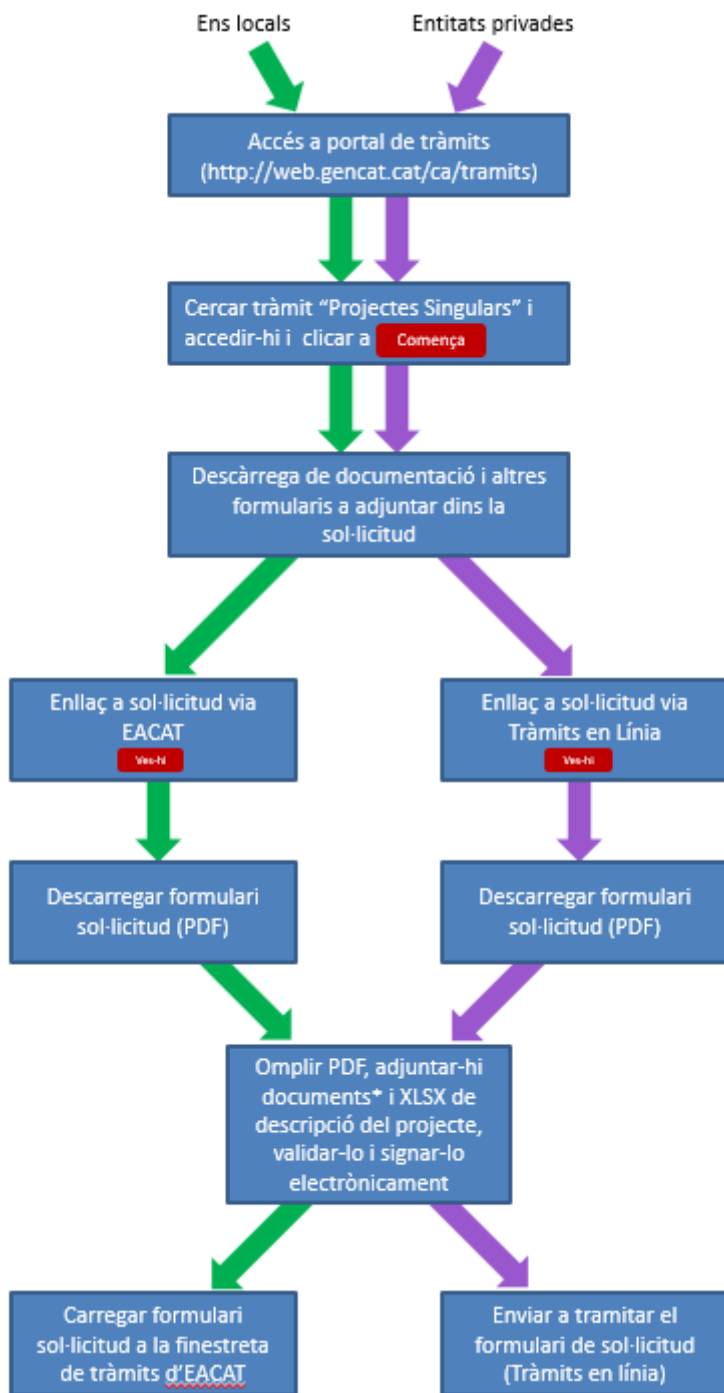 Ens locals
Entitats privades
Accés a portal de tràmits
(http://web.gencat.cat/ca/tramits)
Cercar tràmit “Projectes Singulars” i
accedir-hi i clicar a Comença
Descàrrega de documentació i altres
formularis a adjuntar dins la
sol·licitud
Enllaç a sol·licitud via
EACAT
Ves-hi
Enllaç a sol·licitud via
Tràmits en Línia
Ves-hi
Descarregar formulari
sol·licitud (PDF)
Descarregar formulari
sol·licitud (PDF)
Omplir PDF, adjuntar-hi
documents* i XLSX de
descripció del projecte,
validar-lo i signar-lo
electrònicament
Carregar formulari
sol·licitud a la finestreta
de tràmits d’EACAT
Enviar a tramitar el
formulari de sol·licitud
(Tràmits en línia)